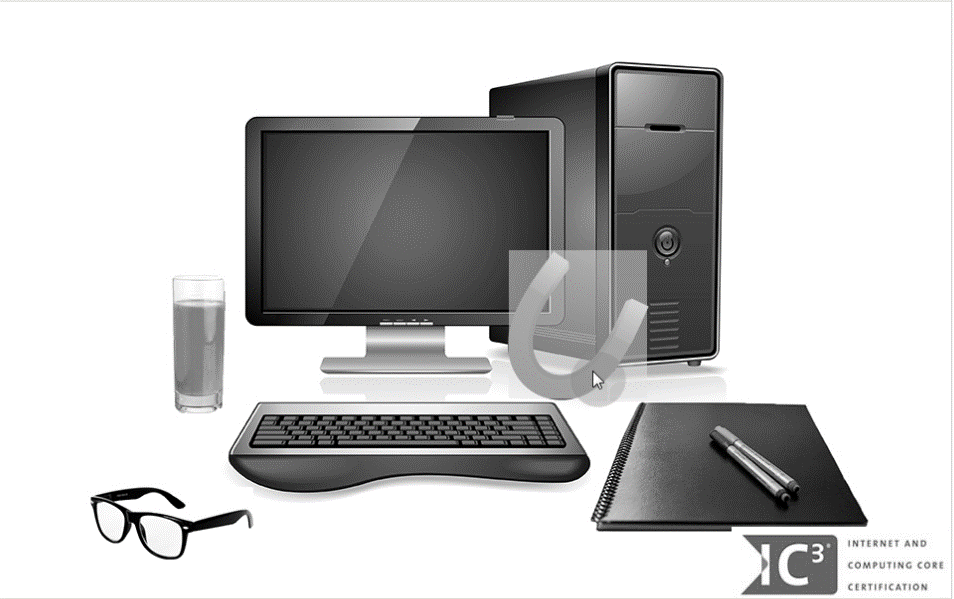 IC³®
INTERNET AND
COMPUTING CORE
CERTIFICATION